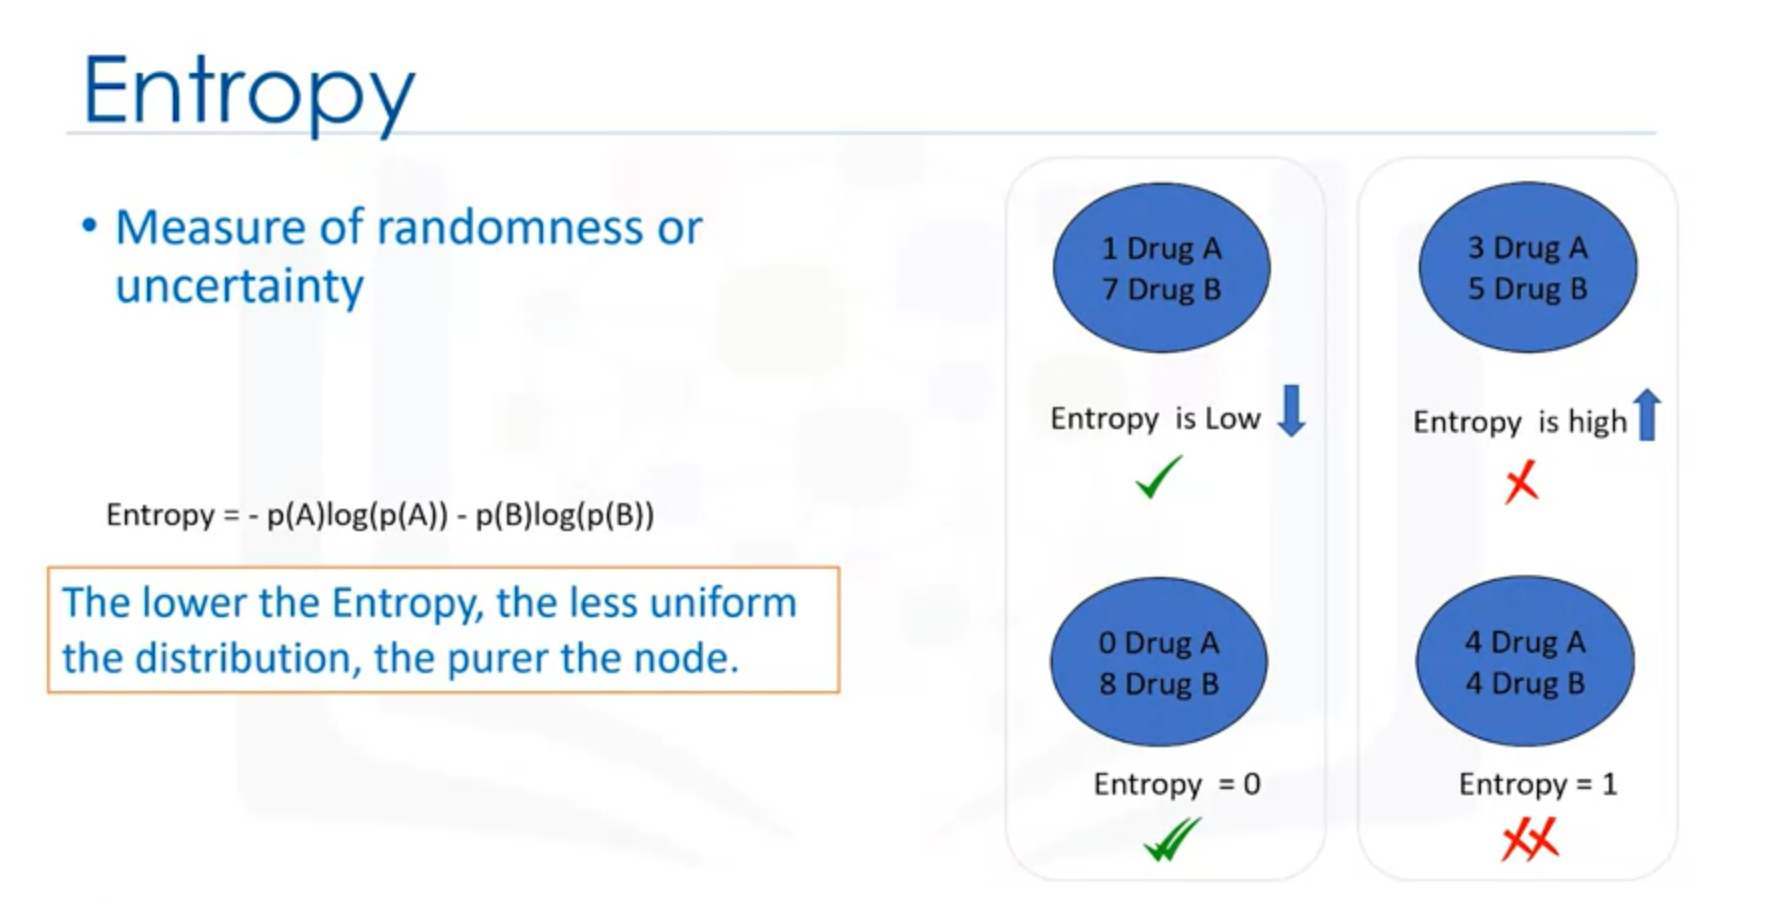 Entropy
• Measure of randomness or
uncertainty
Entropy = - p(A)log(p(A)) - p(B)log(p(B))
The lower the Entropy, the less uniform
the distribution, the purer the node.
1 Drug A
7 Drug B
Entropy is Low
0 Drug A
8 Drug B
Entropy = 0
3 Drug A
5 Drug B
Entropy is high
4 Drug A
4 Drug B
Entropy = 1